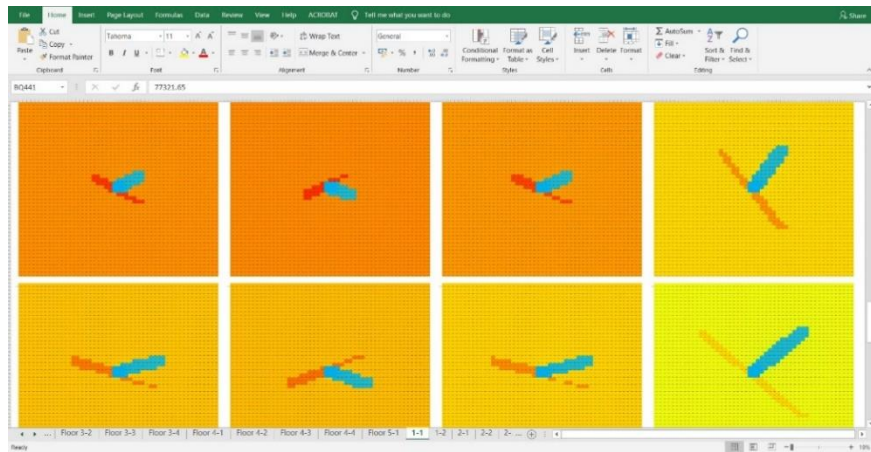 File Home Insert Page Layout Formulas Data Review View Help ACROBAT Tell me what you want to do Share
Cut
Copy
Format Painter
Paste
Clipboard
Tahoma 11
B I U
Font
Wrap Text
Merge & Center
Alignment
General
Number
Conditional Formatting
Format as Table
Cell Styles
Styles
Insert Delete Format
Cells
AutoSum
Fill
Clear
Sort & Filter
Find & Select
Editing
BQ441 fx 77321.65
... Floor 3-2 Floor 3-3 Floor 3-4 Floor 4-1 Floor 4-2 Floor 4-3 Floor 4-4 Floor 5-1 1-1 1-2 2-1 2-2 2- ...
Ready